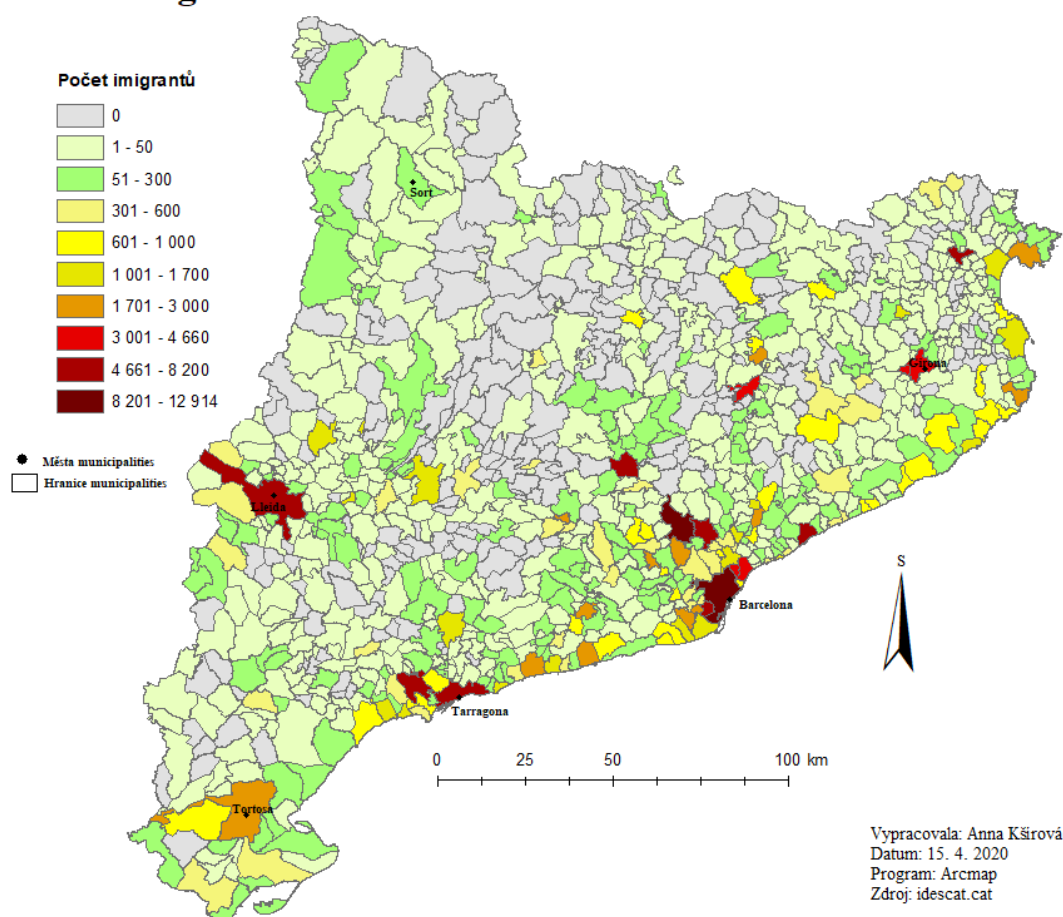 Počet imigrantů
0
1 - 50
51 - 300
301 - 600
601 - 1 000
1 001 - 1 700
1 701 - 3 000
3 001 - 4 660
4 661 - 8 200
8 201 - 12 914
Města municipalities
Hranice municipalities
Sort
Girona
Lleida
Barcelona
Tarragona
Tortosa
S
0 25 50 100 km
Vypracovala: Anna Kšírová
Datum: 15. 4. 2020
Program: Arcmap
Zdroj: idescat.cat